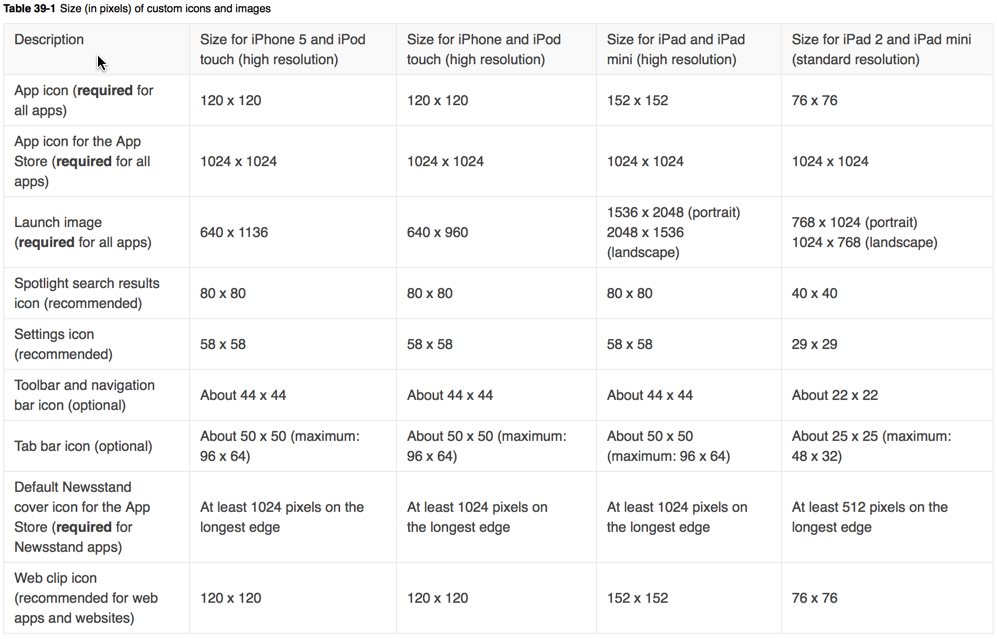 Table 39-1 Size (in pixels) of custom icons and images
Description
Size for iPhone 5 and iPod
touch (high resolution)
Size for iPhone and iPod
touch (high resolution)
Size for iPad and iPad
mini (high resolution)
Size for iPad 2 and iPad mini
(standard resolution)
App icon (required for
all apps)
120 x 120
120 x 120
152 x 152
76 x 76
App icon for the App
Store (required for all
apps)
1024 x 1024
1024 x 1024
1024 x 1024
1024 x 1024
Launch image
(required for all apps)
640 x 1136
640 x 960
1536 x 2048 (portrait)
2048 x 1536
(landscape)
768 x 1024 (portrait)
1024 x 768 (landscape)
Spotlight search results
icon (recommended)
80 x 80
80 x 80
80 x 80
40 x 40
Settings icon
(recommended)
58 x 58
58 x 58
58 x 58
29 x 29
Toolbar and navigation
bar icon (optional)
About 44 x 44
About 44 x 44
About 44 x 44
About 22 x 22
Tab bar icon (optional)
About 50 x 50 (maximum:
96 x 64)
About 50 x 50 (maximum:
96 x 64)
About 50 x 50
(maximum: 96 x 64)
About 25 x 25 (maximum:
48 x 32)
Default Newsstand
cover icon for the App
Store (required for
Newsstand apps)
At least 1024 pixels on the
longest edge
At least 1024 pixels on
the longest edge
At least 1024 pixels on
the longest edge
At least 512 pixels on the
longest edge
Web clip icon
(recommended for web
apps and websites)
120 x 120
120 x 120
152 x 152
76 x 76